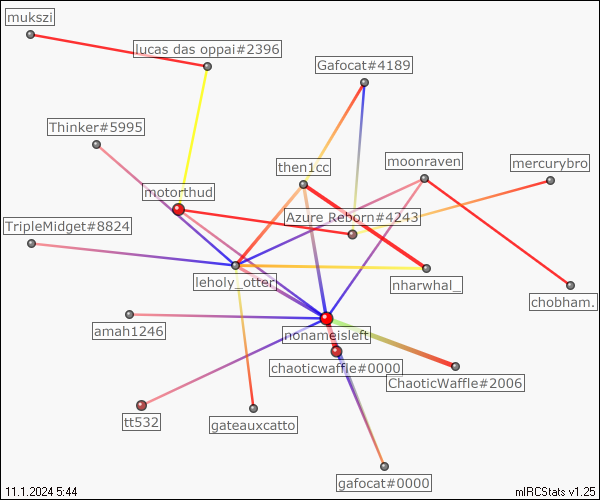 mukszi
lucas das oppai#2396
Gafocat#4189
Thinker#5995
then1cc
moonraven
mercurybro
motorthud
Azure Reborn#4243
TripleMidget#8824
leholy_otter
nharwhal_
chobham.
amah1246
nonameisleft
chaoticwaffle#0000
ChaoticWaffle#2006
tt532
gateauxcatto
gafocat#0000
11.1.2024 5:44
mIRCStats v1.25